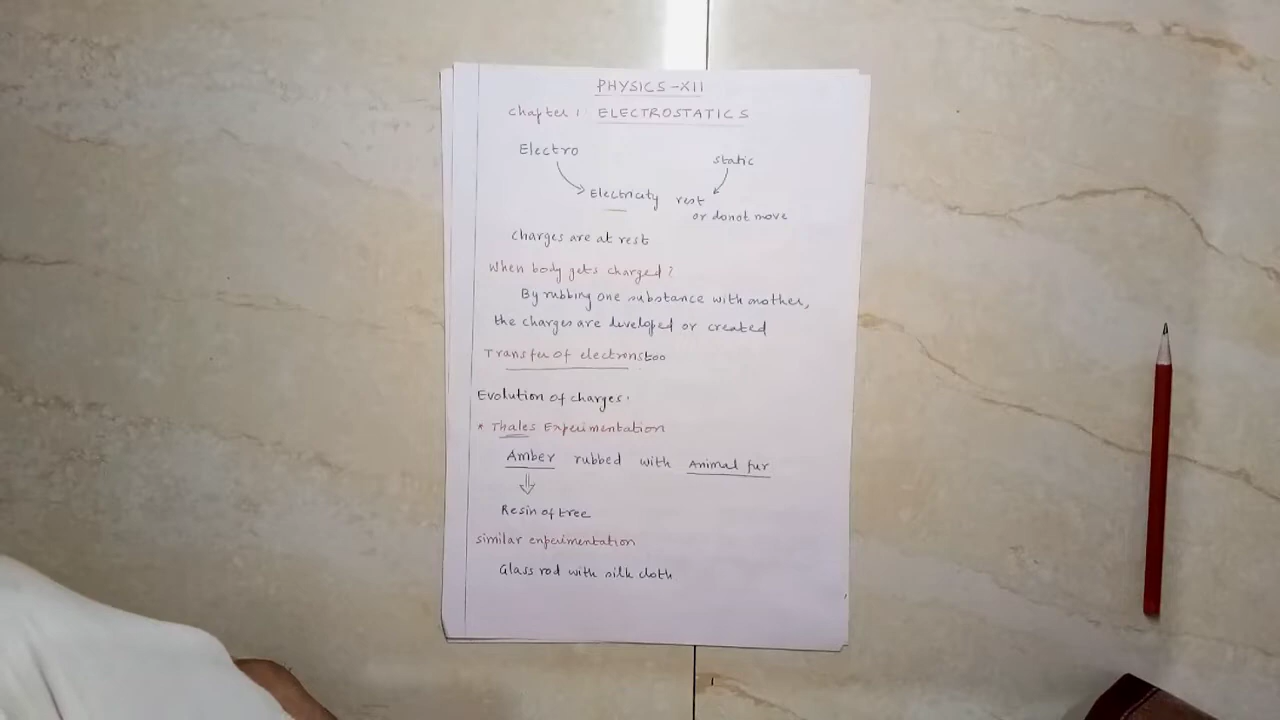 PHYSICS-XII
Chapter 1: ELECTROSTATICS
Electro static
Electricity rest
or donot move
charges are at rest
When body gets charged?
By rubbing one substance with another,
the charges are developed or created
Transfer of electrons too
Evolution of charges.
* Thales Experimentation
Amber rubbed with Animal fur
Resin of tree
similar experimentation
Glass rod with silk cloth